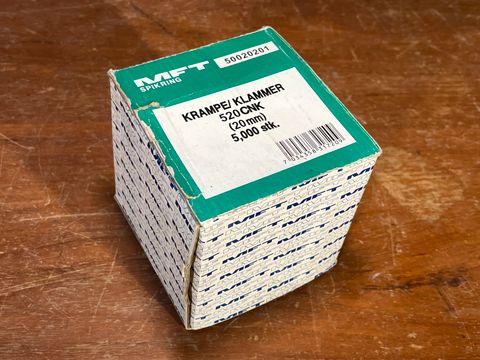 MFT
SPIKRING
50020201
KRAMPE/ KLAMMER
520CNK
(20mm)
5,000 stk.